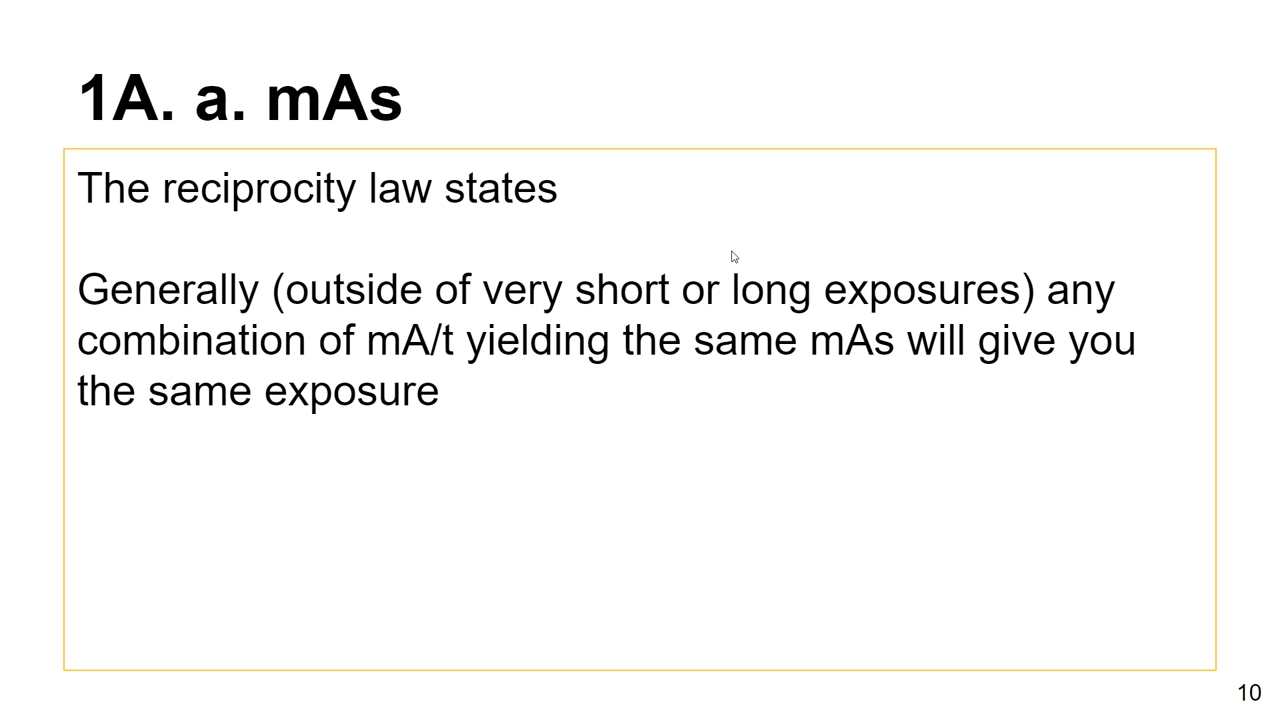 1A. a. mAs
The reciprocity law states
Generally (outside of very short or long exposures) any
combination of mA/t yielding the same mAs will give you
the same exposure
10